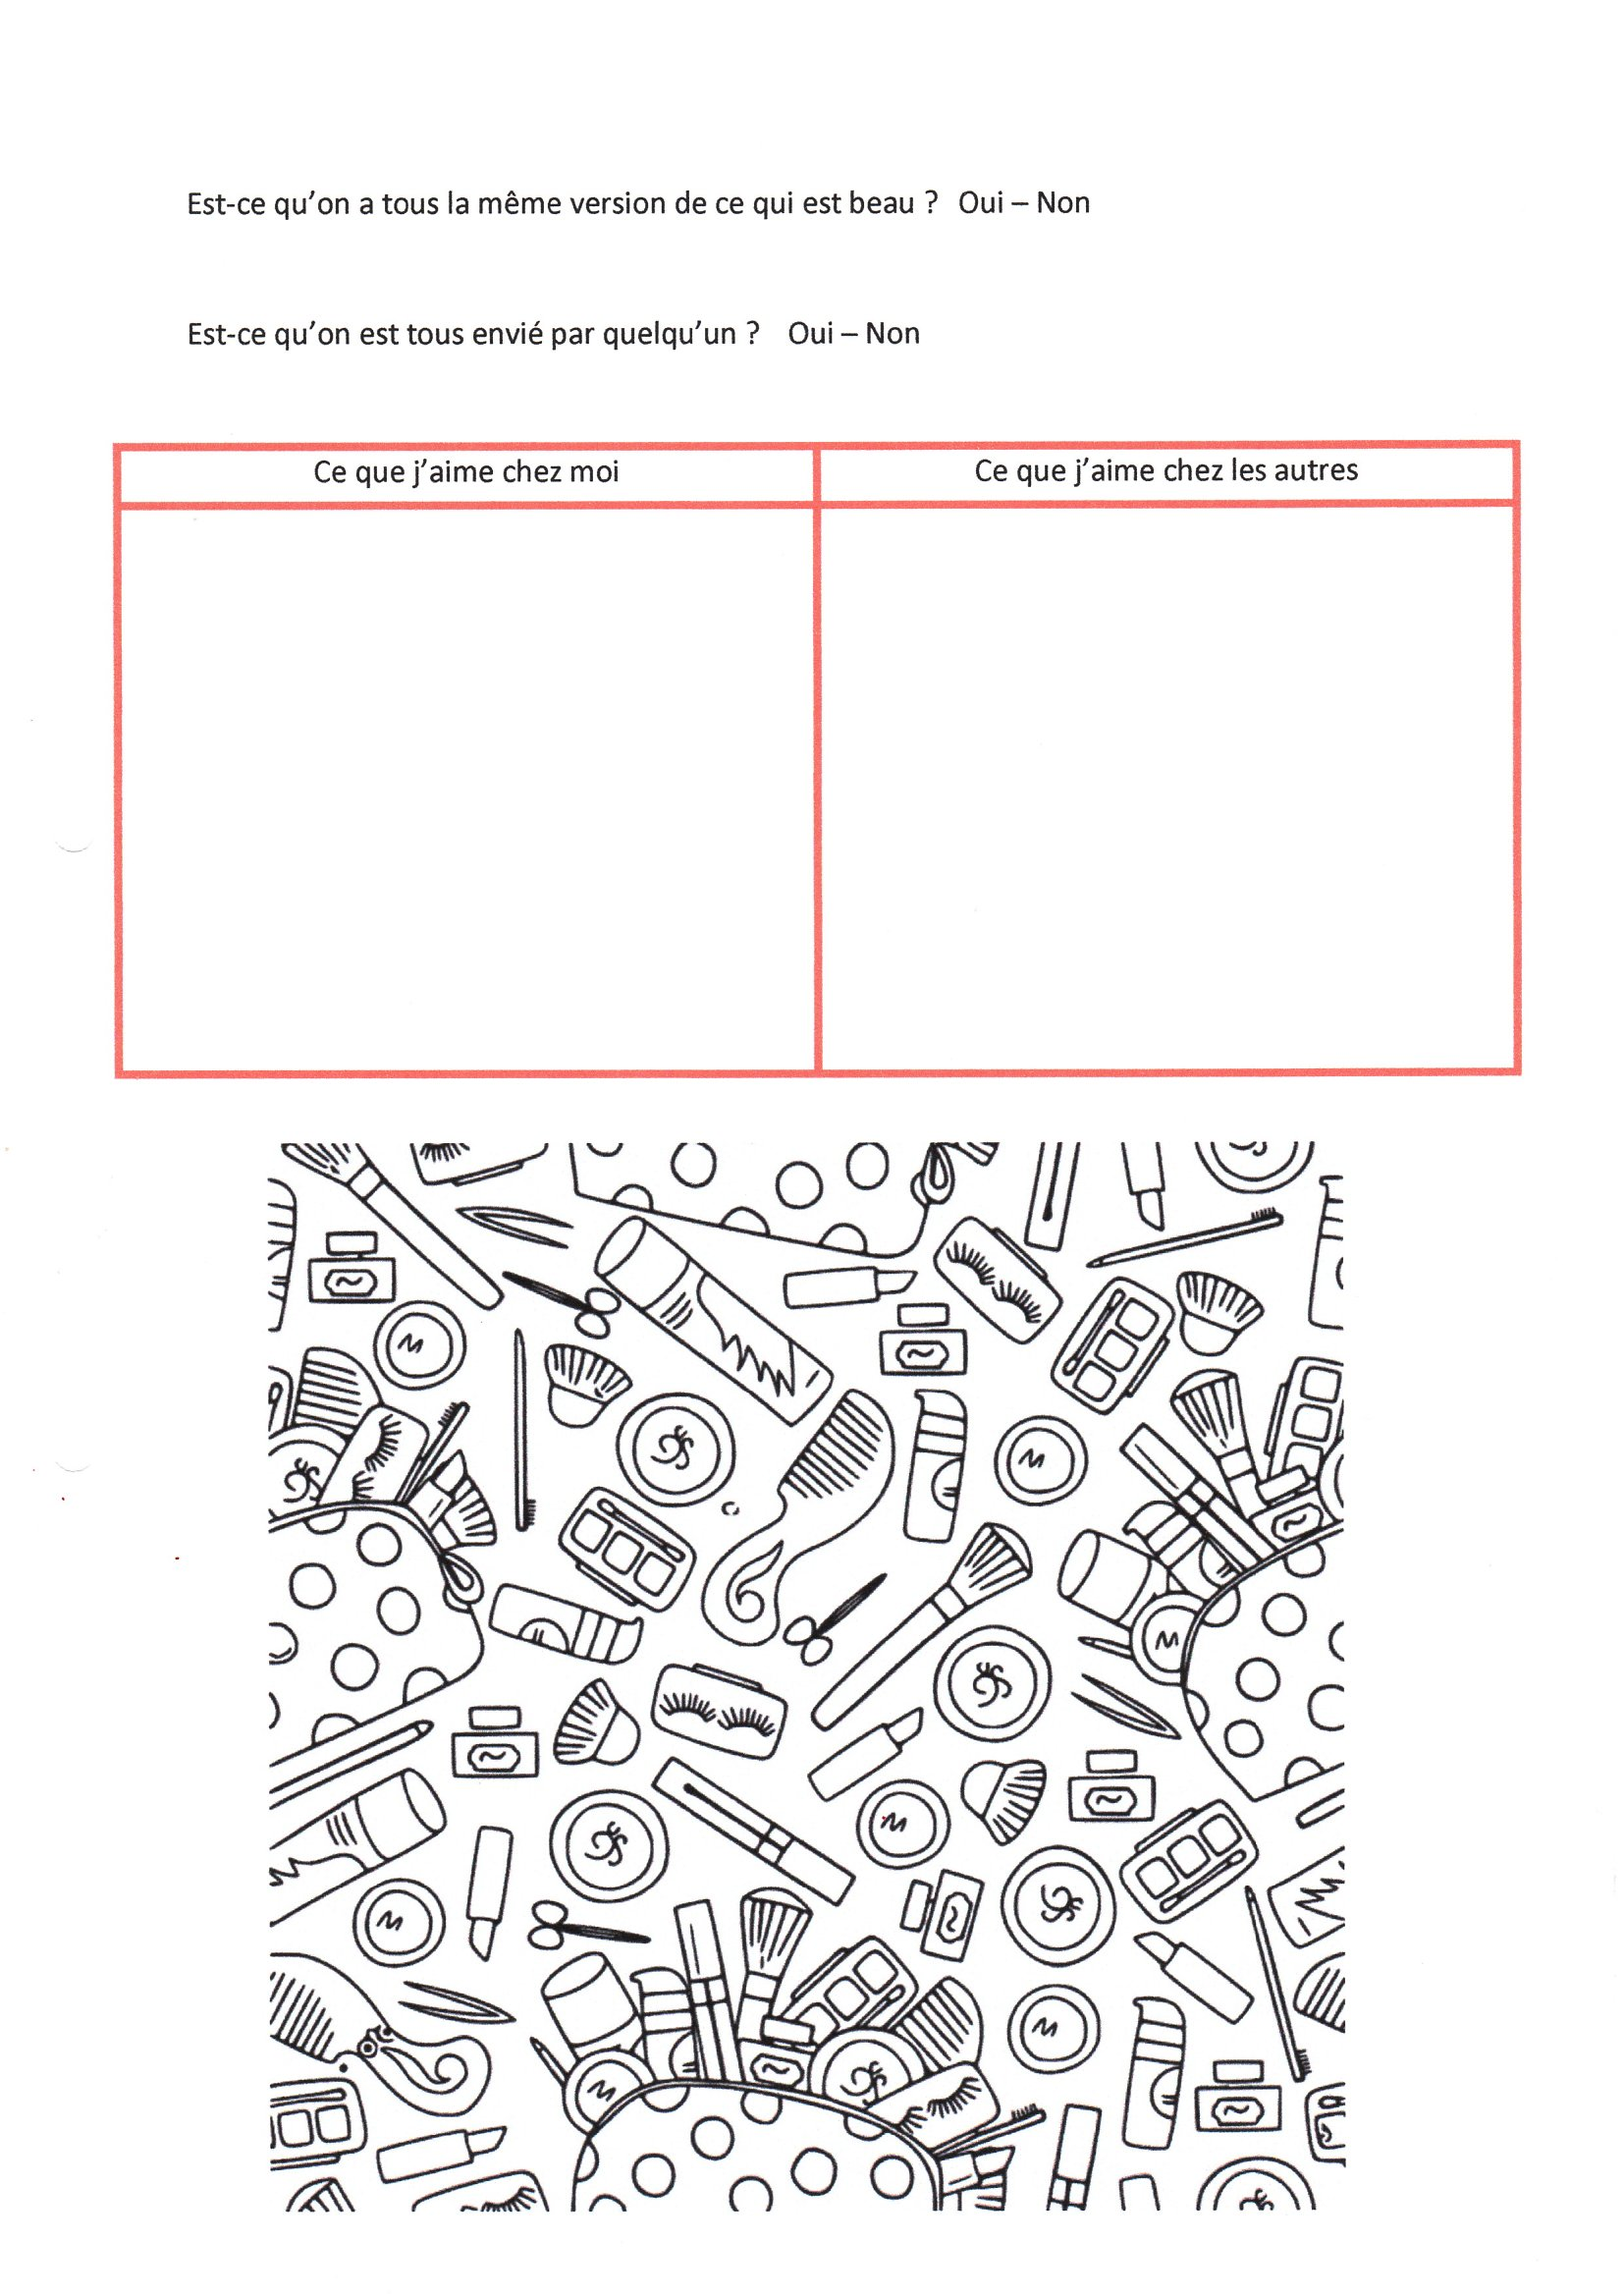 Est-ce qu’on a tous la même version de ce qui est beau ? Oui – Non
Est-ce qu’on est tous envié par quelqu’un ? Oui – Non
Ce que j’aime chez moi
Ce que j’aime chez les autres